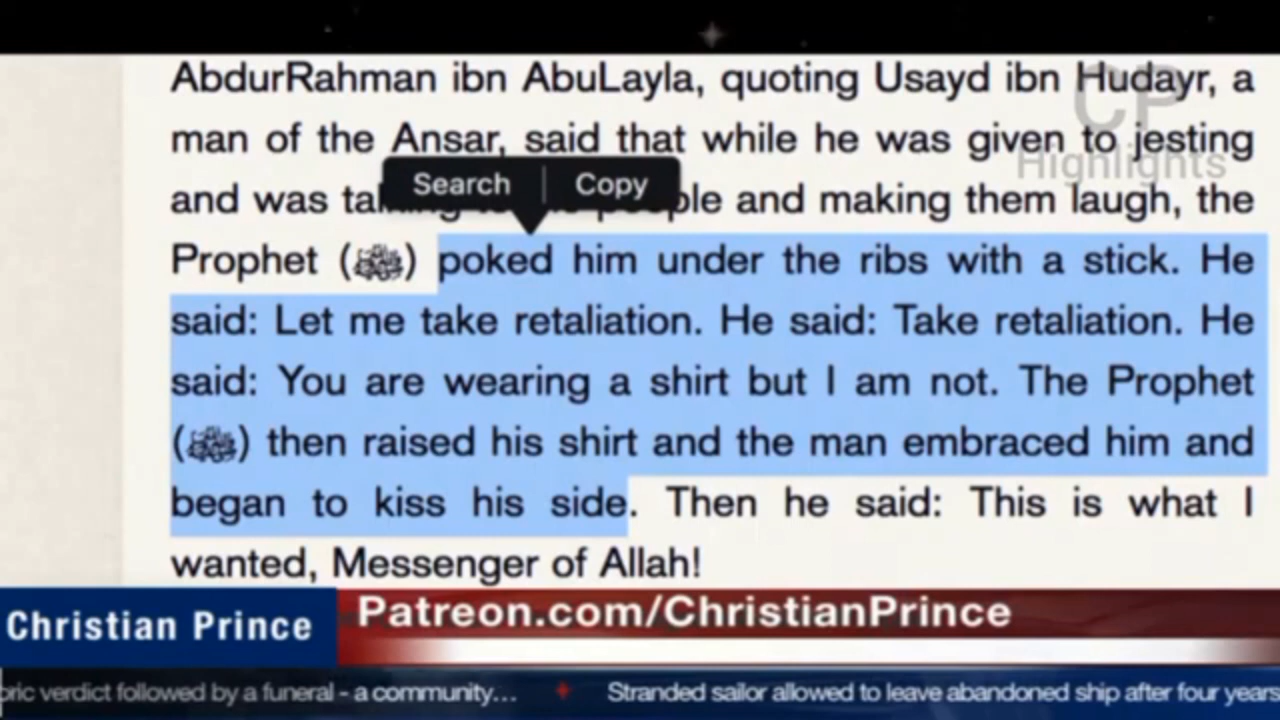 AbdurRahman ibn AbuLayla, quoting Usayd ibn Hudayr, a
man of the Ansar, said that while he was given to jesting
and was people and making them laugh, the
Prophet (ﷺ) poked him under the ribs with a stick. He
said: Let me take retaliation. He said: Take retaliation. He
said: You are wearing a shirt but I am not. The Prophet
(ﷺ) then raised his shirt and the man embraced him and
began to kiss his side. Then he said: This is what I
wanted, Messenger of Allah!
Search Copy
CP
Highlights
Christian Prince
Patreon.com/ChristianPrince
oric verdict followed by a funeral - a community... Stranded sailor allowed to leave abandoned ship after four years